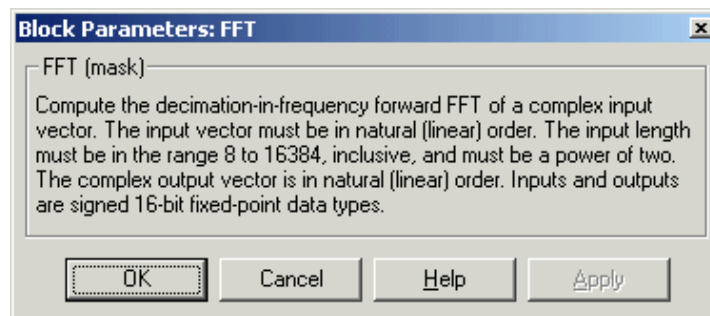 Block Parameters: FFT
FFT (mask)
Compute the decimation-in-frequency forward FFT of a complex input
vector. The input vector must be in natural (linear) order. The input length
must be in the range 8 to 16384, inclusive, and must be a power of two.
The complex output vector is in natural (linear) order. Inputs and outputs
are signed 16-bit fixed-point data types.
OK Cancel Help Apply